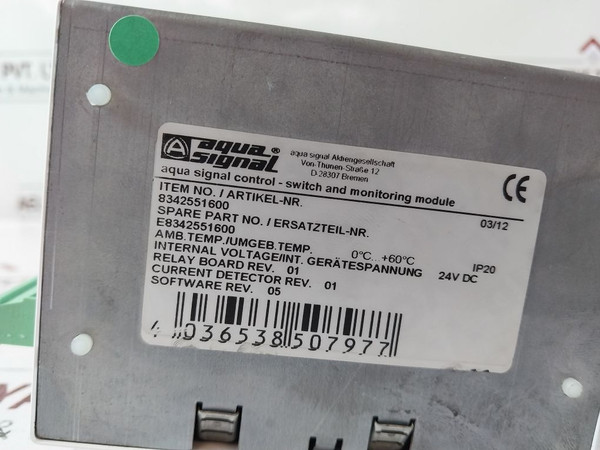 aqua signal®
aqua signal Aktiengesellschaft
Von-Thünen-Straße 12
D-28307 Bremen
CE
aqua signal control - switch and monitoring module
ITEM NO. / ARTIKEL-NR. 03/12
8342551600
SPARE PART NO. / ERSATZTEIL-NR.
E8342551600
AMB.TEMP./UMGEB.TEMP. 0°C...+60°C IP20
INTERNAL VOLTAGE/INT. GERÄTESPANNUNG 24V DC
RELAY BOARD REV. 01
CURRENT DETECTOR REV. 01
SOFTWARE REV. 05
4 036538 507977